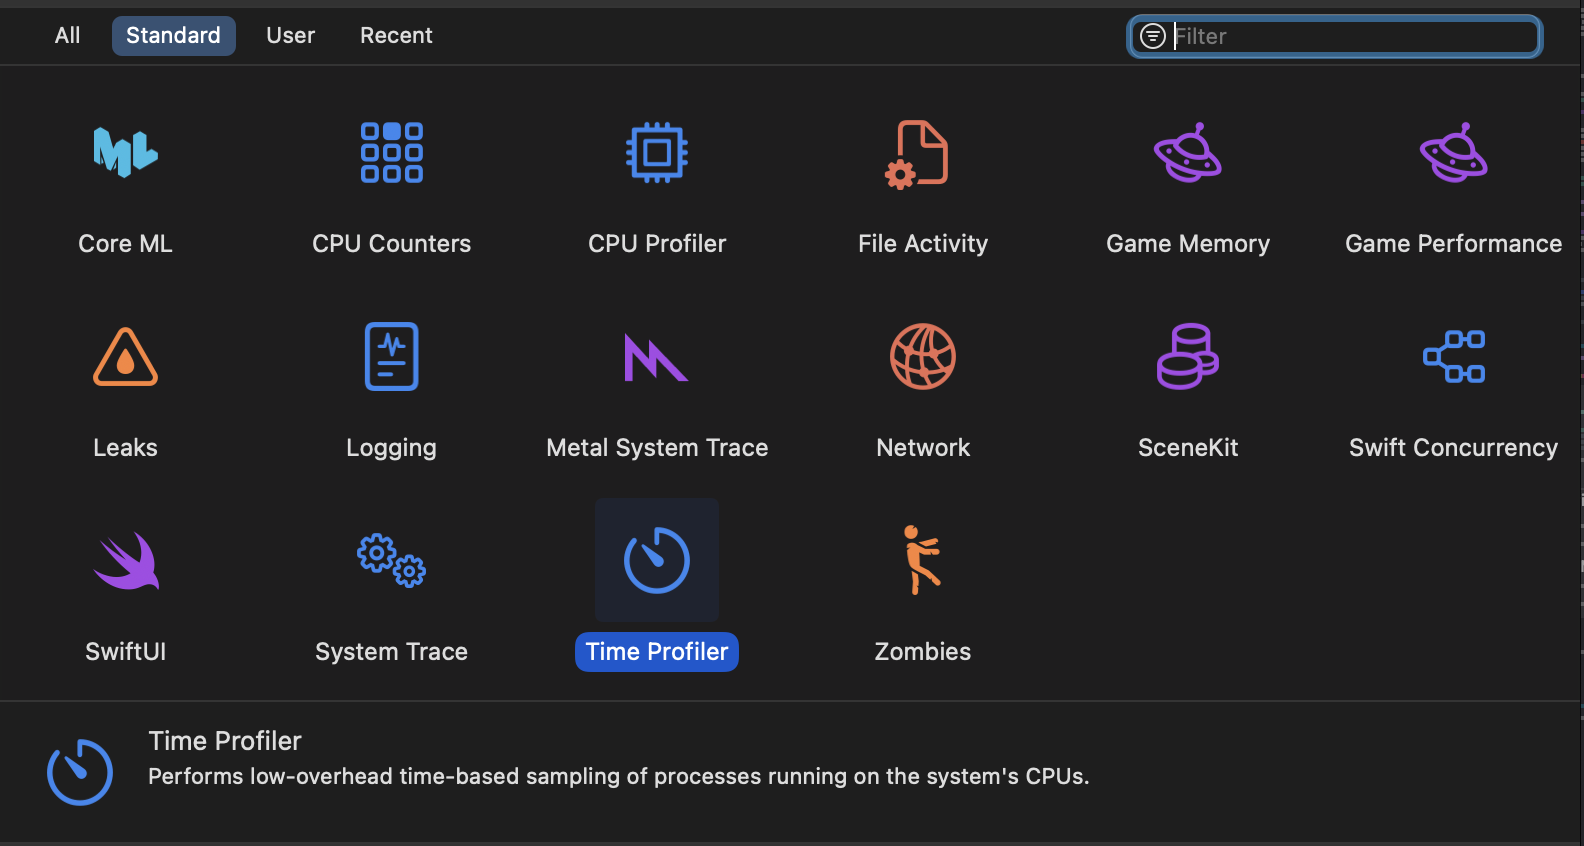 All Standard User Recent Filter
Core ML CPU Counters CPU Profiler File Activity Game Memory Game Performance
Leaks Logging Metal System Trace Network SceneKit Swift Concurrency
SwiftUI System Trace Time Profiler Zombies
Time Profiler
Performs low-overhead time-based sampling of processes running on the system's CPUs.